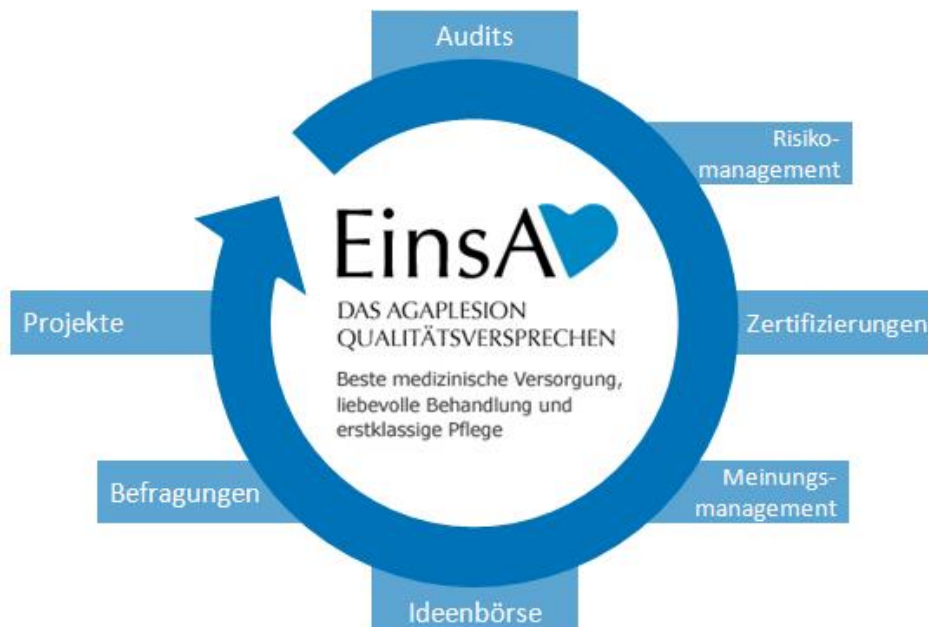 Audits
Risiko-
management
Zertifizierungen
Meinungs-
management
Ideenbörse
Befragungen
Projekte
EinsA
DAS AGAPLESION
QUALITÄTSVERSPRECHEN
Beste medizinische Versorgung,
liebevolle Behandlung und
erstklassige Pflege